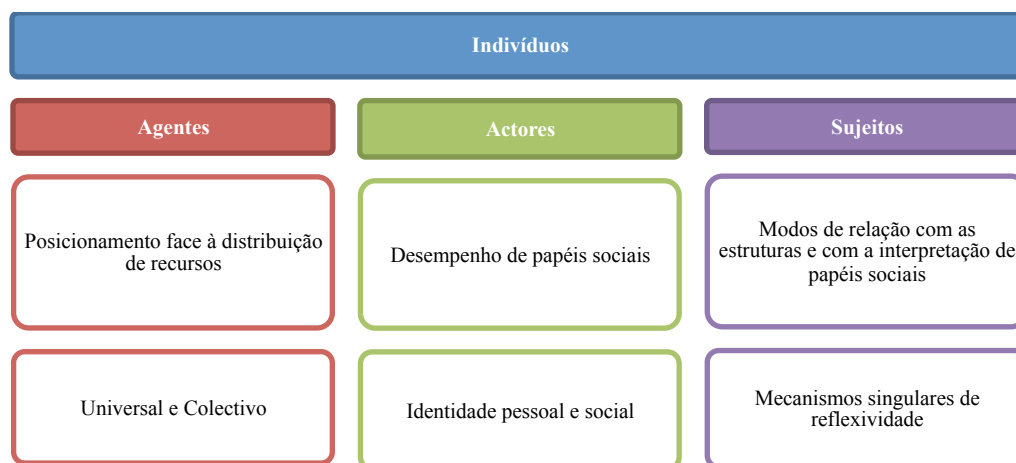 Indivíduos
Agentes
Actores
Sujeitos
Posicionamento face à distribuição
de recursos
Desempenho de papéis sociais
Modos de relação com as
estruturas e com a interpretação de
papéis sociais
Universal e Colectivo
Identidade pessoal e social
Mecanismos singulares de
reflexividade